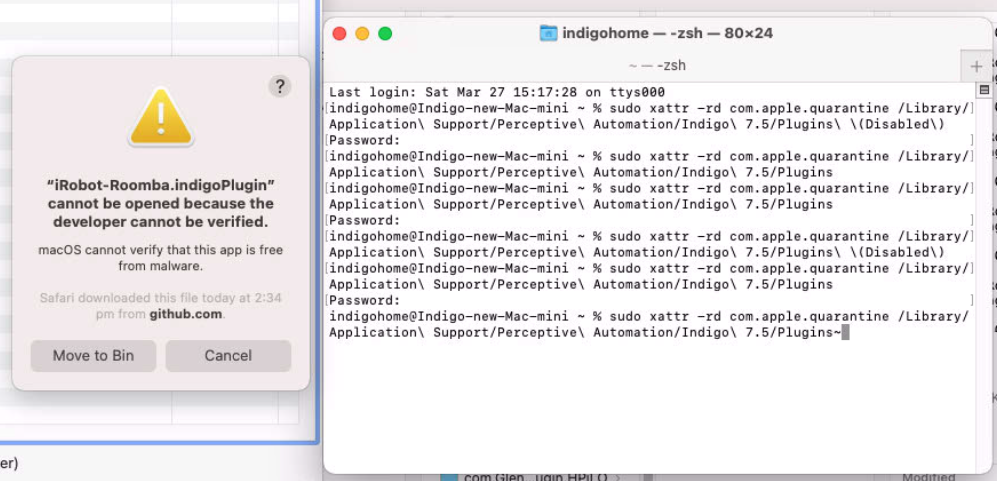 ?
“iRobot-Roomba.indigoPlugin”
cannot be opened because the
developer cannot be verified.
macOS cannot verify that this app is free
from malware.
Safari downloaded this file today at 2:34
pm from github.com.
Move to Bin
Cancel
er)
indigohome — -zsh — 80×24
~ — -zsh
+
Last login: Sat Mar 27 15:17:28 on ttys000
[indigohome@Indigo-new-Mac-mini ~ % sudo xattr -rd com.apple.quarantine /Library/]
Application\ Support/Perceptive\ Automation/Indigo\ 7.5/Plugins\ \(Disabled\)
[Password: ]
[indigohome@Indigo-new-Mac-mini ~ % sudo xattr -rd com.apple.quarantine /Library/]
Application\ Support/Perceptive\ Automation/Indigo\ 7.5/Plugins
[indigohome@Indigo-new-Mac-mini ~ % sudo xattr -rd com.apple.quarantine /Library/]
Application\ Support/Perceptive\ Automation/Indigo\ 7.5/Plugins
[Password: ]
[indigohome@Indigo-new-Mac-mini ~ % sudo xattr -rd com.apple.quarantine /Library/]
Application\ Support/Perceptive\ Automation/Indigo\ 7.5/Plugins\ \(Disabled\)
[indigohome@Indigo-new-Mac-mini ~ % sudo xattr -rd com.apple.quarantine /Library/]
Application\ Support/Perceptive\ Automation/Indigo\ 7.5/Plugins
[Password: ]
indigohome@Indigo-new-Mac-mini ~ % sudo xattr -rd com.apple.quarantine /Library/
Application\ Support/Perceptive\ Automation/Indigo\ 7.5/Plugins~
com.Glen...ugin.HPiLO
Modified